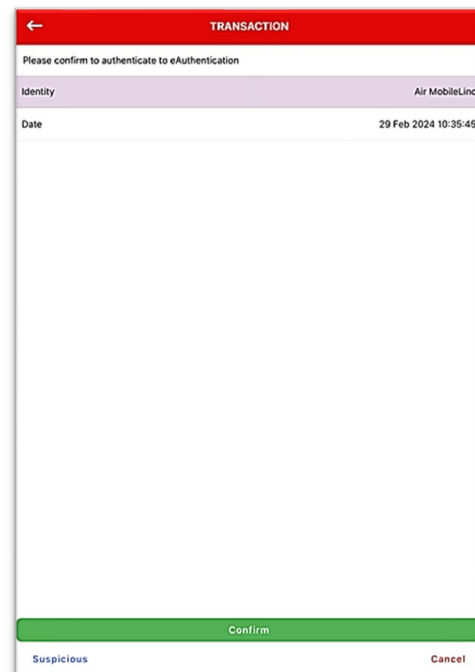 TRANSACTION
Please confirm to authenticate to eAuthentication
Identity Air MobileLinc
Date 29 Feb 2024 10:35:45
Confirm
Suspicious Cancel